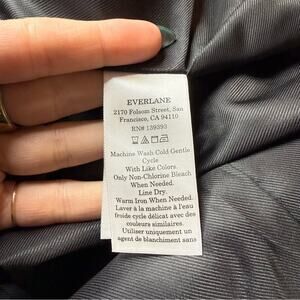 EVERLANE
2170 Folsom Street, San
Francisco, CA 94110
RN# 139393
Machine Wash Cold Gentle
Cycle
With Like Colors.
Only Non-Chlorine Bleach
When Needed.
Line Dry.
Warm Iron When Needed.
Laver à la machine à l'eau
froide cycle délicat avec des
couleurs similaires.
Utiliser uniquement un
agent de blanchiment sans